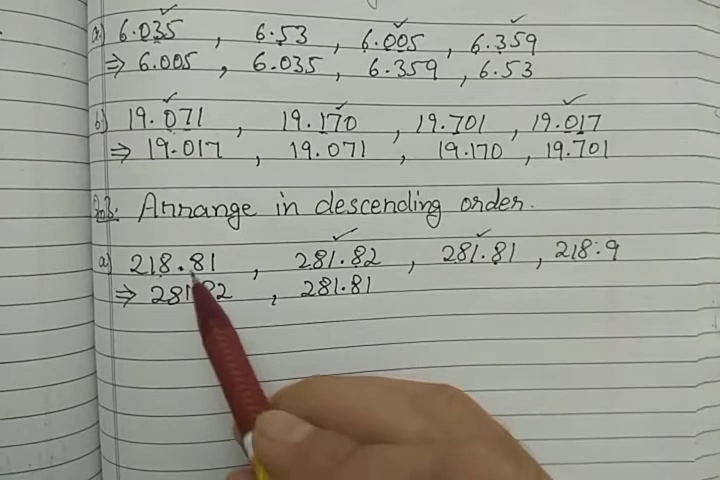 a) 6.035 , 6.53 , 6.005 , 6.359
⇒ 6.005 , 6.035 , 6.359 , 6.53
b) 19.071 , 19.170 , 19.701 , 19.017
⇒ 19.017 , 19.071 , 19.170 , 19.701
Arrange in descending order.
a) 218.81 , 281.82 , 281.81 , 218.9
⇒ 281.82 , 281.81